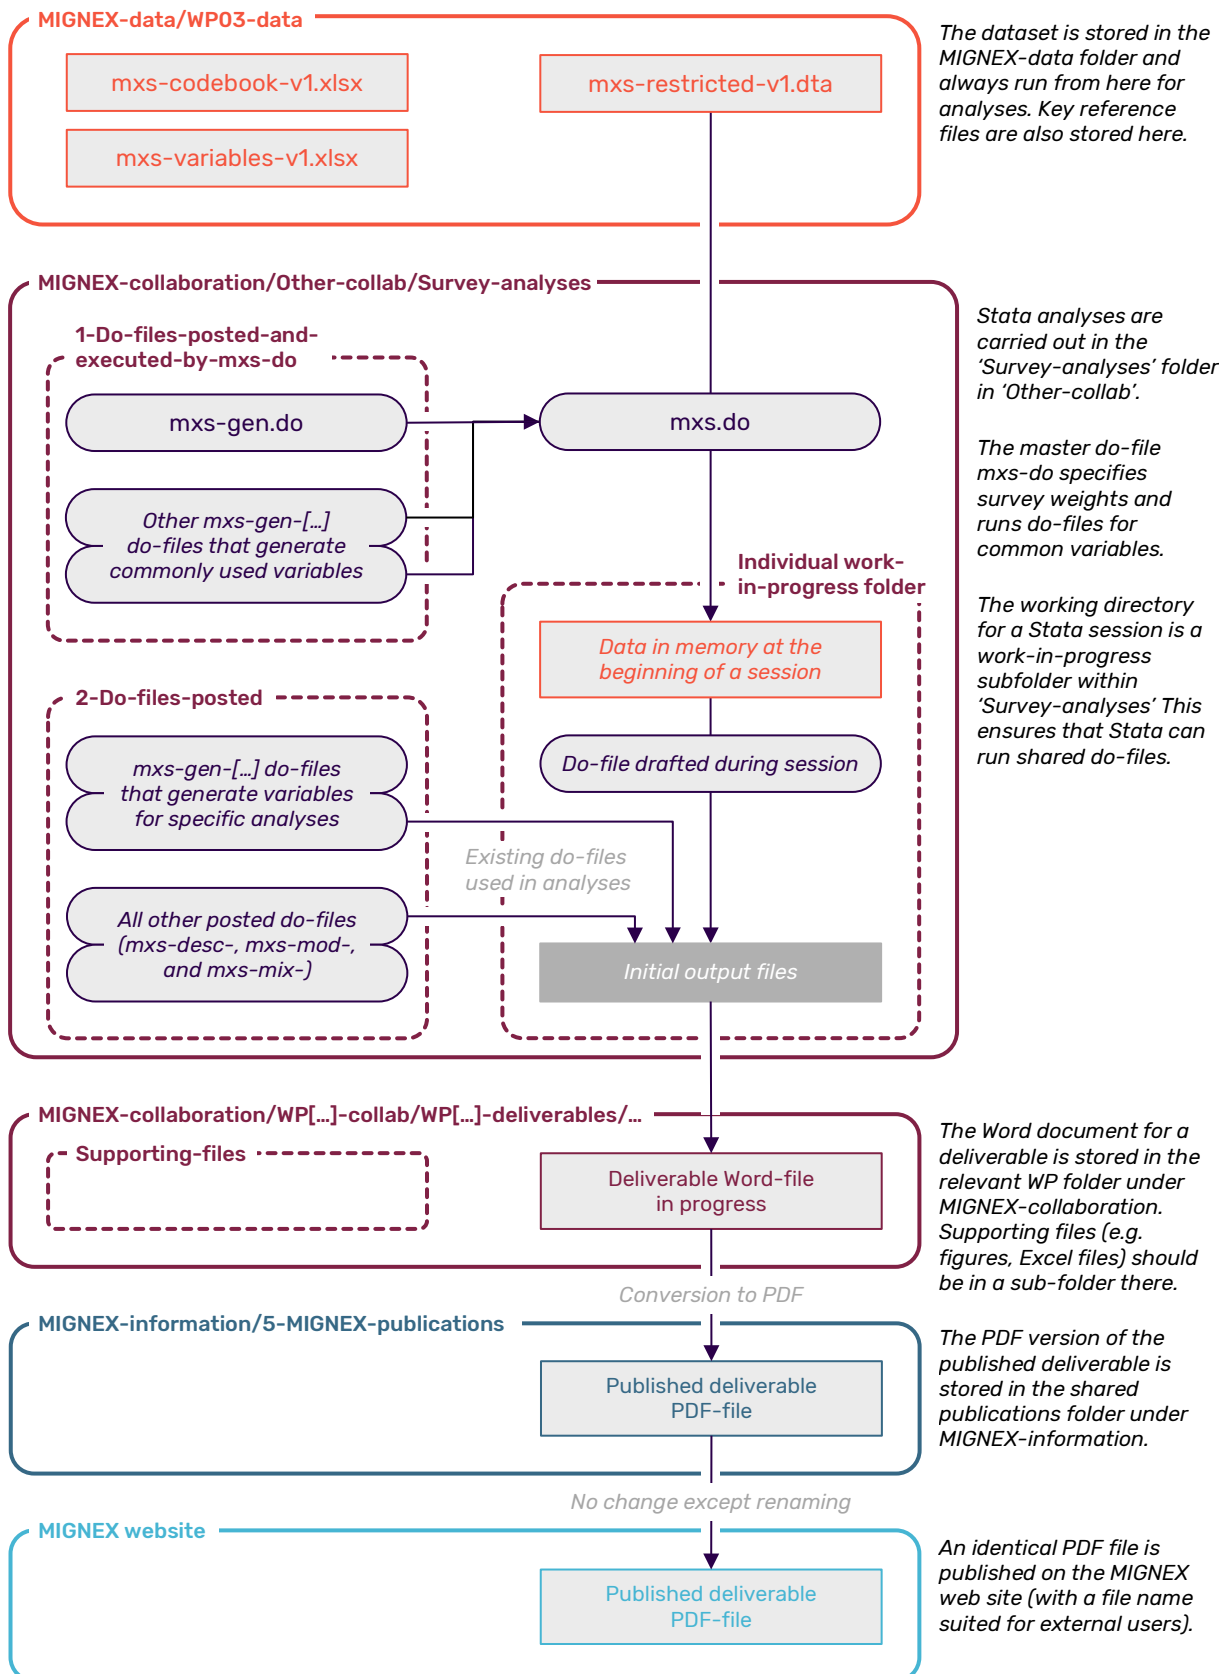 MIGNEX-data/WP03-data
mxs-codebook-v1.xlsx
mxs-restricted-v1.dta
mxs-variables-v1.xlsx
The dataset is stored in the
MIGNEX-data folder and
always run from here for
analyses. Key reference
files are also stored here.
MIGNEX-collaboration/Other-collab/Survey-analyses
1-Do-files-posted-and-
executed-by-mxs-do
mxs-gen.do
mxs.do
Other mxs-gen-[…]
do-files that generate
commonly used variables
Individual work-
in-progress folder
Data in memory at the
beginning of a session
2-Do-files-posted
mxs-gen-[…] do-files
that generate variables
for specific analyses
Do-file drafted during session
Existing do-files
used in analyses
All other posted do-files
(mxs-desc-, mxs-mod-,
and mxs-mix-)
Initial output files
Stata analyses are
carried out in the
‘Survey-analyses’ folder
in ‘Other-collab’.
The master do-file
mxs-do specifies
survey weights and
runs do-files for
common variables.
The working directory
for a Stata session is a
work-in-progress
subfolder within
‘Survey-analyses’ This
ensures that Stata can
run shared do-files.
MIGNEX-collaboration/WP[…]-collab/WP[…]-deliverables/…
Supporting-files
Deliverable Word-file
in progress
The Word document for a
deliverable is stored in the
relevant WP folder under
MIGNEX-collaboration.
Supporting files (e.g.
figures, Excel files) should
be in a sub-folder there.
Conversion to PDF
MIGNEX-information/5-MIGNEX-publications
Published deliverable
PDF-file
The PDF version of the
published deliverable is
stored in the shared
publications folder under
MIGNEX-information.
No change except renaming
MIGNEX website
Published deliverable
PDF-file
An identical PDF file is
published on the MIGNEX
web site (with a file name
suited for external users).